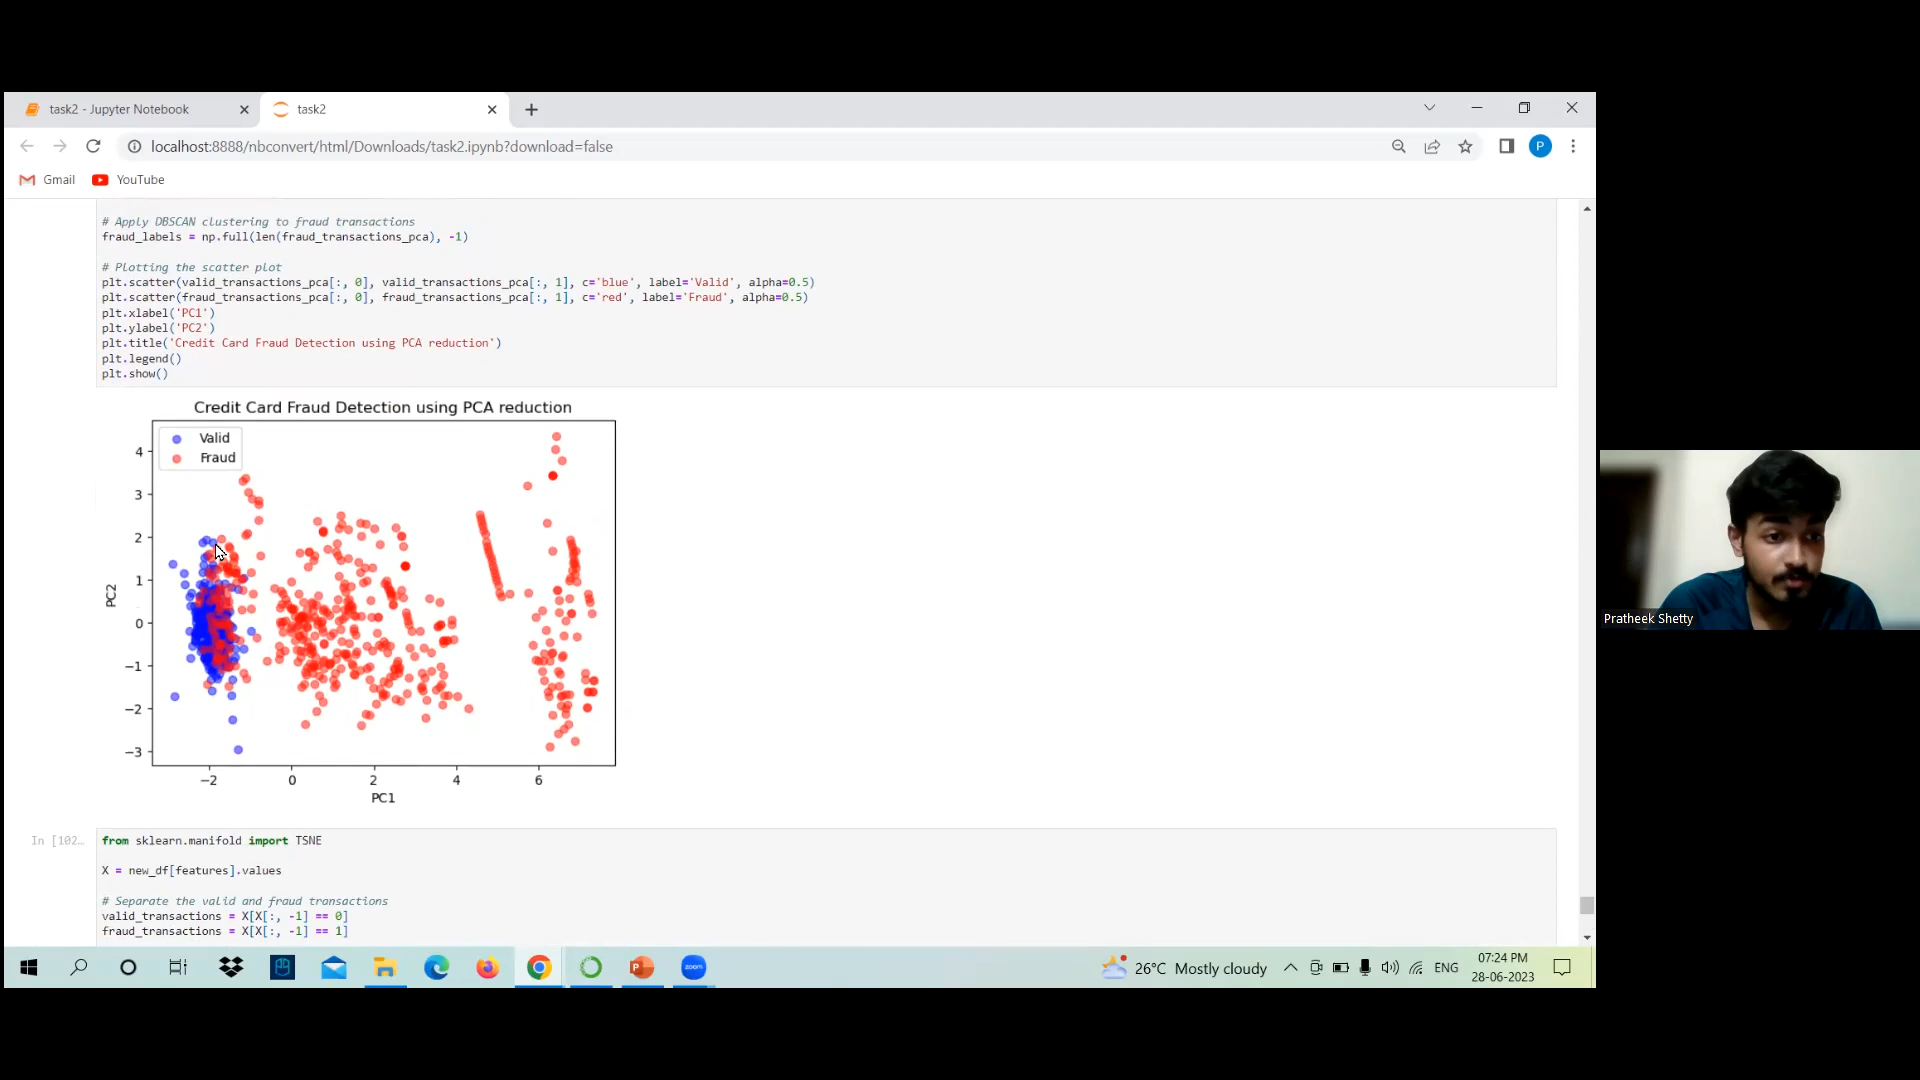 task2 - Jupyter Notebook
task2
localhost:8888/nbconvert/html/Downloads/task2.ipynb?download=false
P
Gmail
YouTube
# Apply DBSCAN clustering to fraud transactions
fraud_labels = np.full(len(fraud_transactions_pca), -1)
# Plotting the scatter plot
plt.scatter(valid_transactions_pca[:, 0], valid_transactions_pca[:, 1], c='blue', label='Valid', alpha=0.5)
plt.scatter(fraud_transactions_pca[:, 0], fraud_transactions_pca[:, 1], c='red', label='Fraud', alpha=0.5)
plt.xlabel('PC1')
plt.ylabel('PC2')
plt.title('Credit Card Fraud Detection using PCA reduction')
plt.legend()
plt.show()
Credit Card Fraud Detection using PCA reduction
Valid
Fraud
4
3
2
1
0
−1
−2
−3
PC2
−2 0 2 4 6
PC1
In [102…
from sklearn.manifold import TSNE
X = new_df[features].values
# Separate the valid and fraud transactions
valid_transactions = X[X[:, -1] == 0]
fraud_transactions = X[X[:, -1] == 1]
Pratheek Shetty
zoom
26°C Mostly cloudy
ENG
07:24 PM
28-06-2023